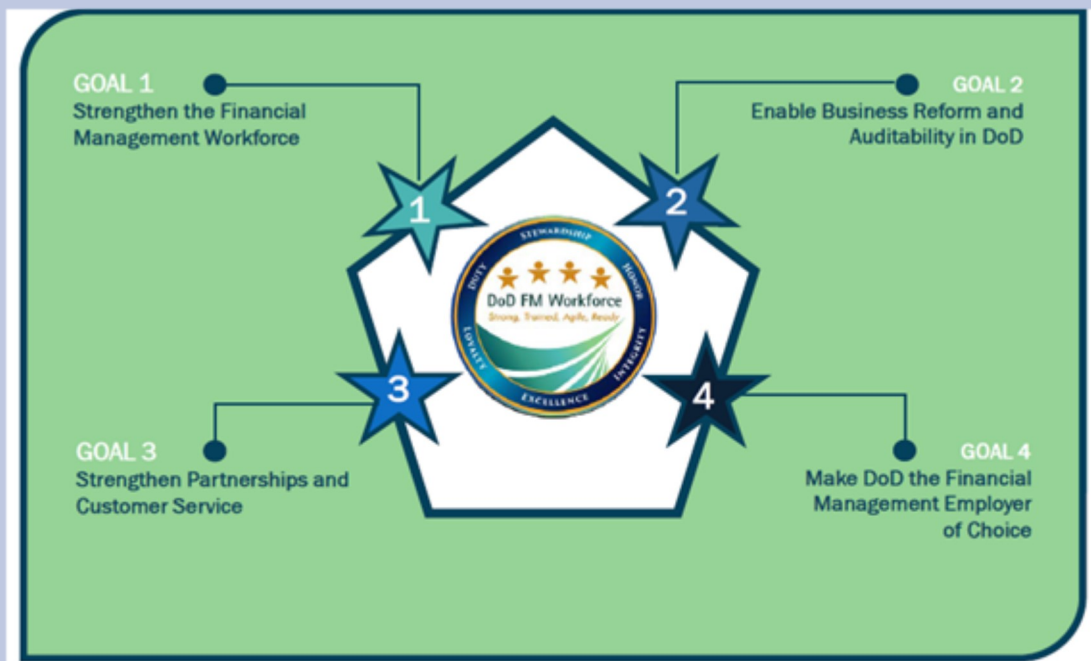 GOAL 1
Strengthen the Financial
Management Workforce
GOAL 2
Enable Business Reform and
Auditability in DoD
1
2
STEWARDSHIP
DUTY
HONOR
DoD FM Workforce
Strong, Trained, Agile, Ready
LOYALTY
INTEGRITY
EXCELLENCE
3
4
GOAL 3
Strengthen Partnerships and
Customer Service
GOAL 4
Make DoD the Financial
Management Employer
of Choice